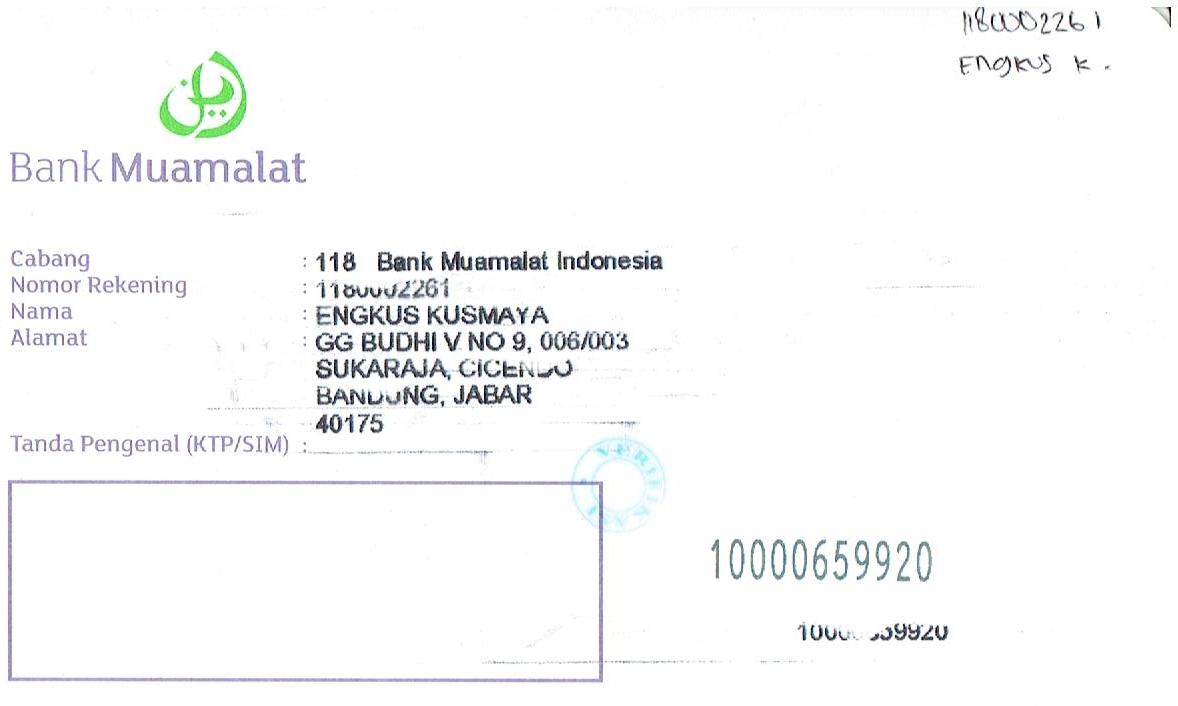 1180002261
Engkus K.
Bank Muamalat
Cabang : 118 Bank Muamalat Indonesia
Nomor Rekening : 1180002261
Nama : ENGKUS KUSMAYA
Alamat : GG BUDHI V NO 9, 006/003
SUKARAJA, CICENDO
BANDUNG, JABAR
40175
Tanda Pengenal (KTP/SIM) :
VERIFIKASI
10000659920
10000659920